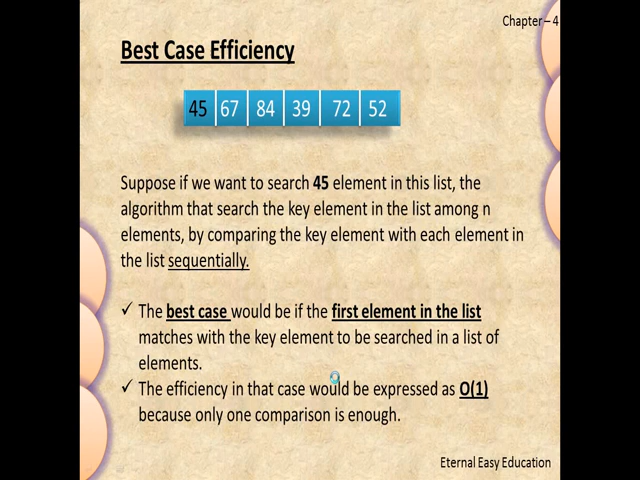 Chapter – 4
Best Case Efficiency
45 67 84 39 72 52
Suppose if we want to search 45 element in this list, the
algorithm that search the key element in the list among n
elements, by comparing the key element with each element in
the list sequentially.
✓ The best case would be if the first element in the list
matches with the key element to be searched in a list of
elements.
✓ The efficiency in that case would be expressed as O(1)
because only one comparison is enough.
Eternal Easy Education